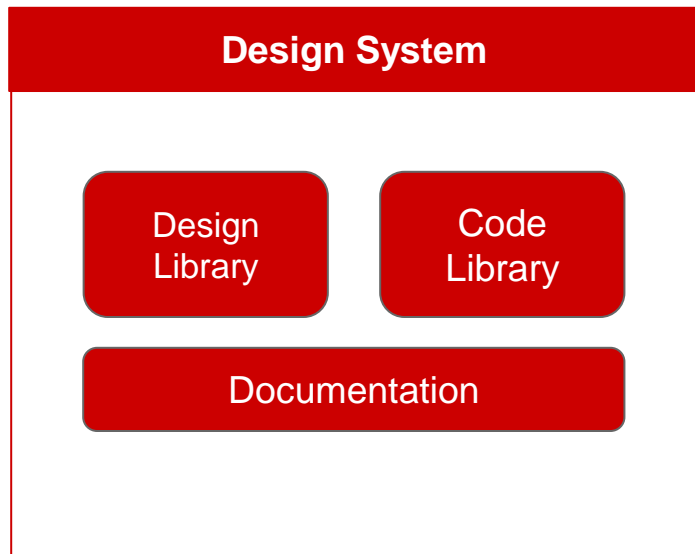 Design System
Design
Library
Code
Library
Documentation